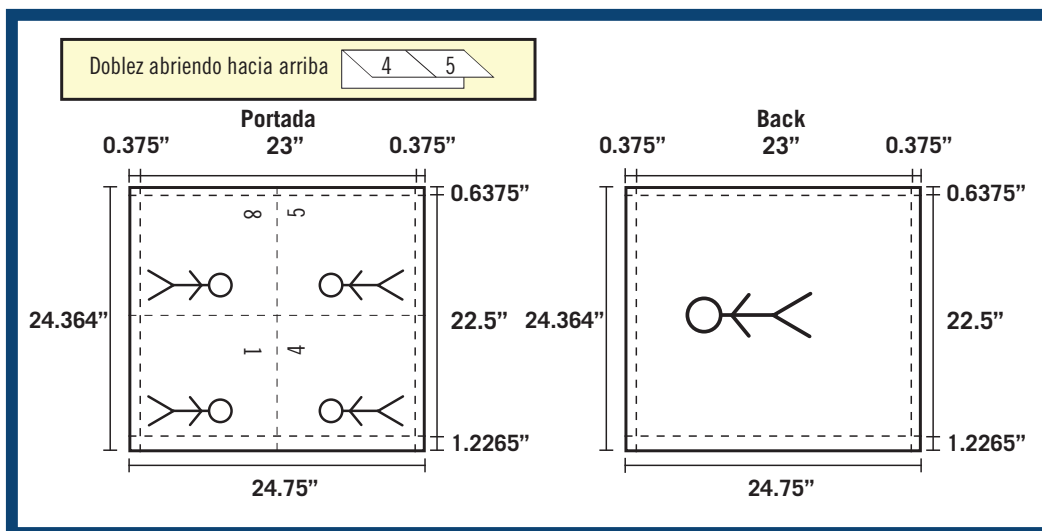 Doblez abriendo hacia arriba 4 5
Portada
0.375” 23” 0.375”
0.6375”
8 5
24.364”
22.5”
1 4
1.2265”
24.75”
Back
0.375” 23” 0.375”
0.6375”
24.364”
22.5”
1.2265”
24.75”